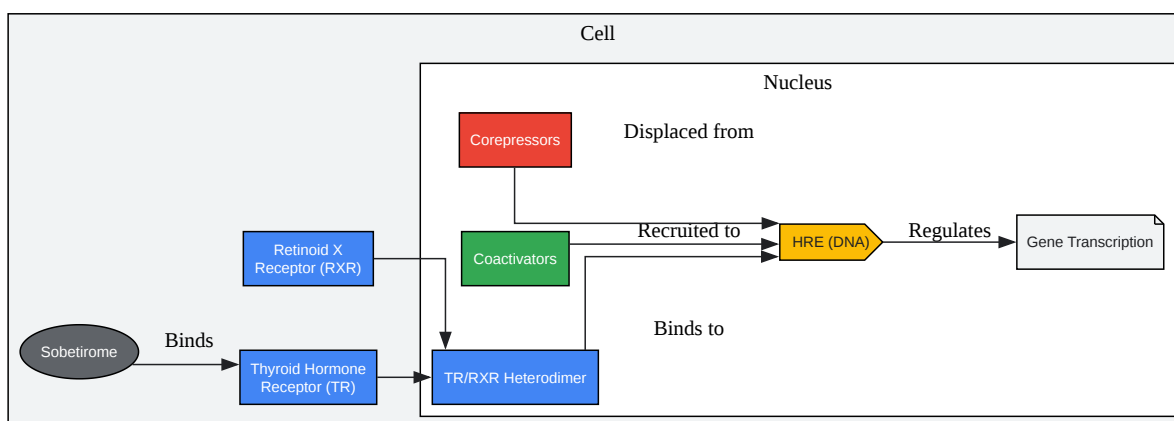 Cell
Nucleus
Corepressors
Displaced from
Retinoid X
Receptor (RXR)
Coactivators
Recruited to
HRE (DNA)
Regulates
Gene Transcription
Sobetirome
Binds
Thyroid Hormone
Receptor (TR)
TR/RXR Heterodimer
Binds to